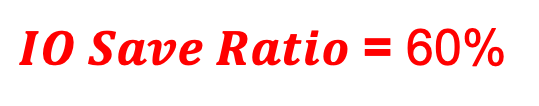 IO Save Ratio = 60%